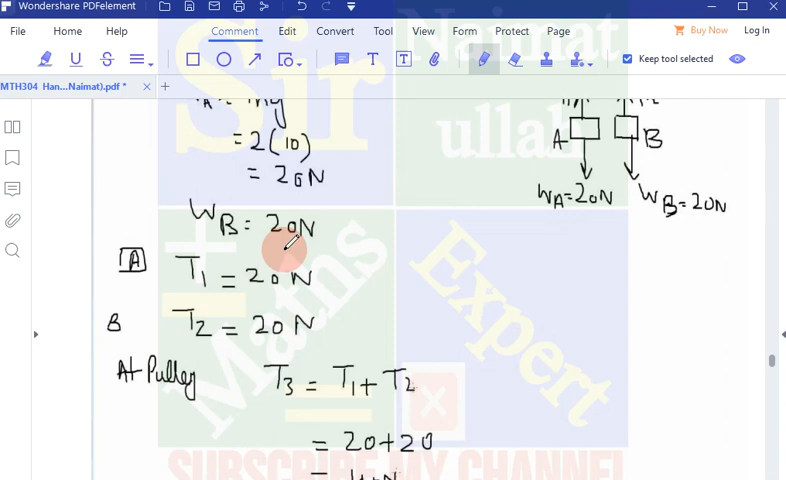 Wondershare PDFelement
File Home Help Comment Edit Convert Tool View Form Protect Page Buy Now Log In
Keep tool selected
MTH304 Han...Naimat).pdf *
Sir
Naimat
ullah
Maths
Expert
= 2(10)
= 20N
A B
WA=20N WB=20N
WB = 20N
A T1 = 20N
B T2 = 20N
At Pulley T3 = T1+T2
= 20+20
= 40N
SUBSCRIBE MY CHANNEL